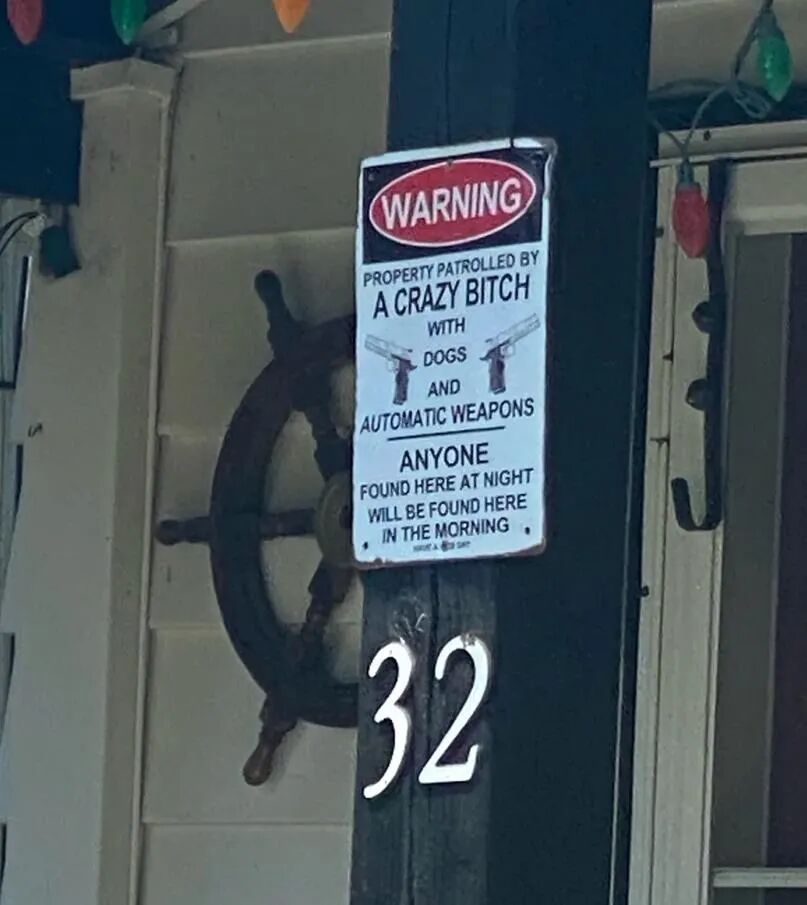 WARNING
PROPERTY PATROLLED BY
A CRAZY BITCH
WITH
DOGS
AND
AUTOMATIC WEAPONS
ANYONE
FOUND HERE AT NIGHT
WILL BE FOUND HERE
IN THE MORNING
32